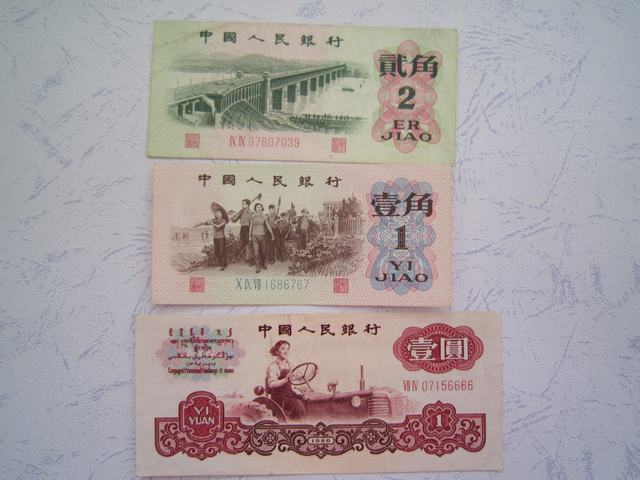 中國人民銀行
貳角
2
ER
JIAO
IX IX 07607039
中國人民銀行
壹角
1
YI
JIAO
X IX VIII 1686767
中國人民銀行
壹圓
VIII IV 07156666
YI
YUAN
1960
1